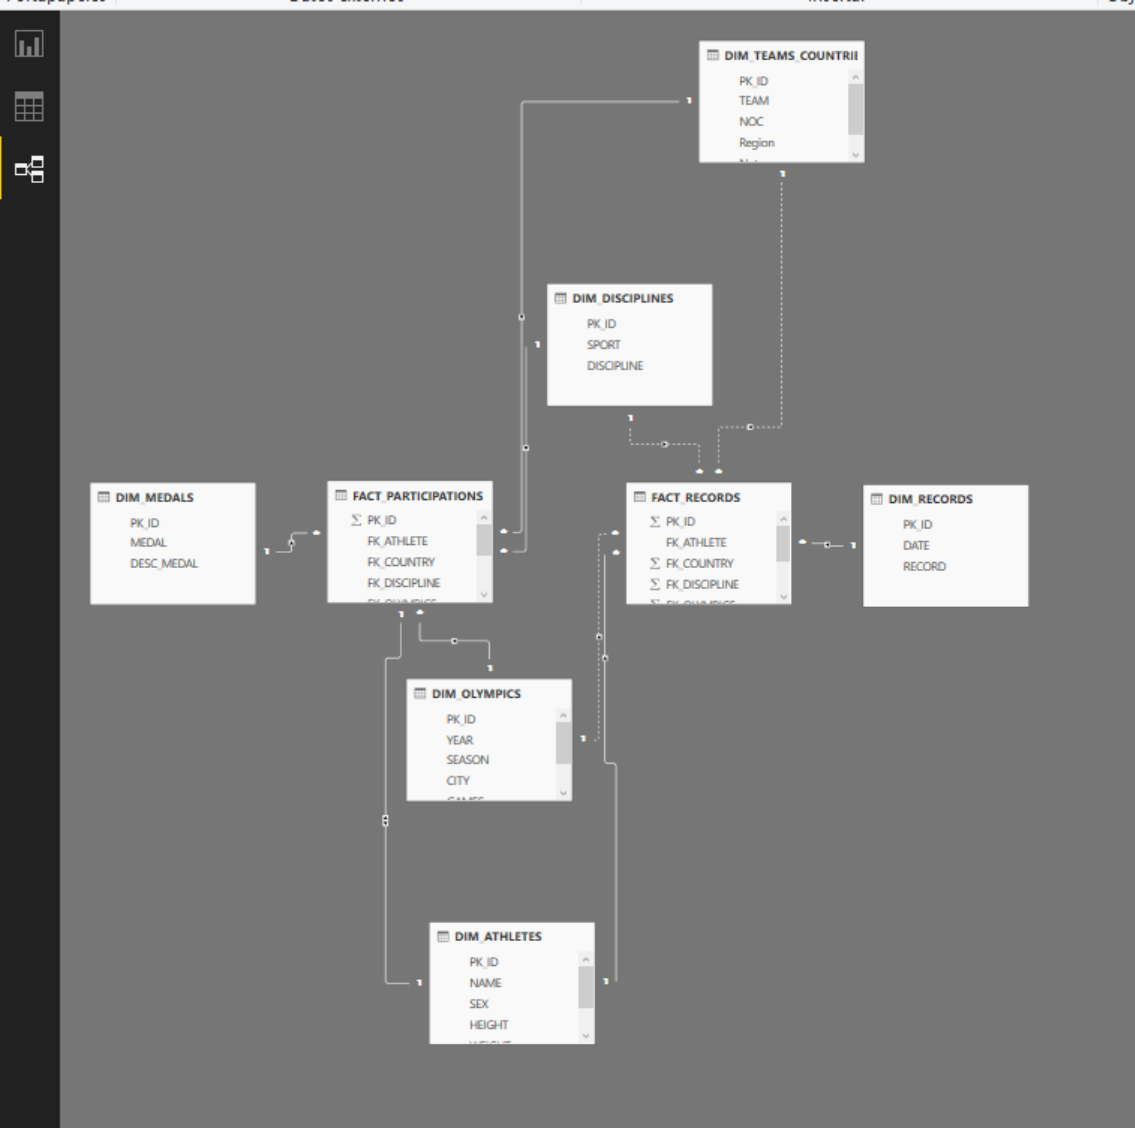 DIM_TEAMS_COUNTRII
PK_ID
TEAM
NOC
Region
DIM_DISCIPLINES
PK_ID
SPORT
DISCIPLINE
DIM_MEDALS
PK_ID
MEDAL
DESC_MEDAL
FACT_PARTICIPATIONS
Σ PK_ID
FK_ATHLETE
FK_COUNTRY
FK_DISCIPLINE
FACT_RECORDS
Σ PK_ID
FK_ATHLETE
Σ FK_COUNTRY
Σ FK_DISCIPLINE
DIM_RECORDS
PK_ID
DATE
RECORD
DIM_OLYMPICS
PK_ID
YEAR
SEASON
CITY
DIM_ATHLETES
PK_ID
NAME
SEX
HEIGHT